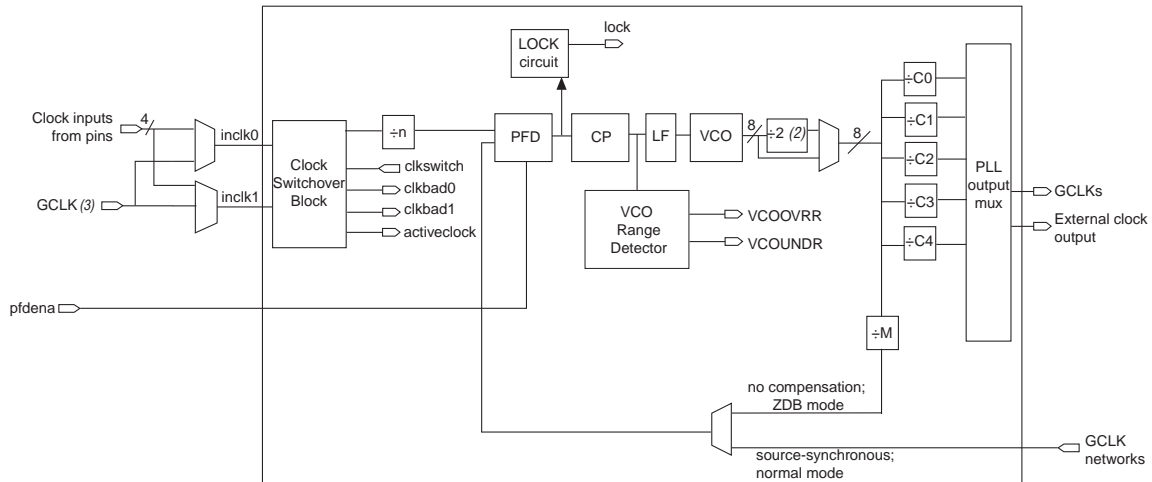 lock
LOCK
circuit
Clock inputs
from pins
4
inclk0
GCLK (3)
inclk1
Clock
Switchover
Block
÷n
clkswitch
clkbad0
clkbad1
activeclock
pfdena
PFD
CP
LF
VCO
8
÷2 (2)
8
VCO
Range
Detector
VCOOVRR
VCOUNDR
÷C0
÷C1
÷C2
÷C3
÷C4
PLL
output
mux
GCLKs
External clock
output
÷M
no compensation;
ZDB mode
source-synchronous;
normal mode
GCLK
networks